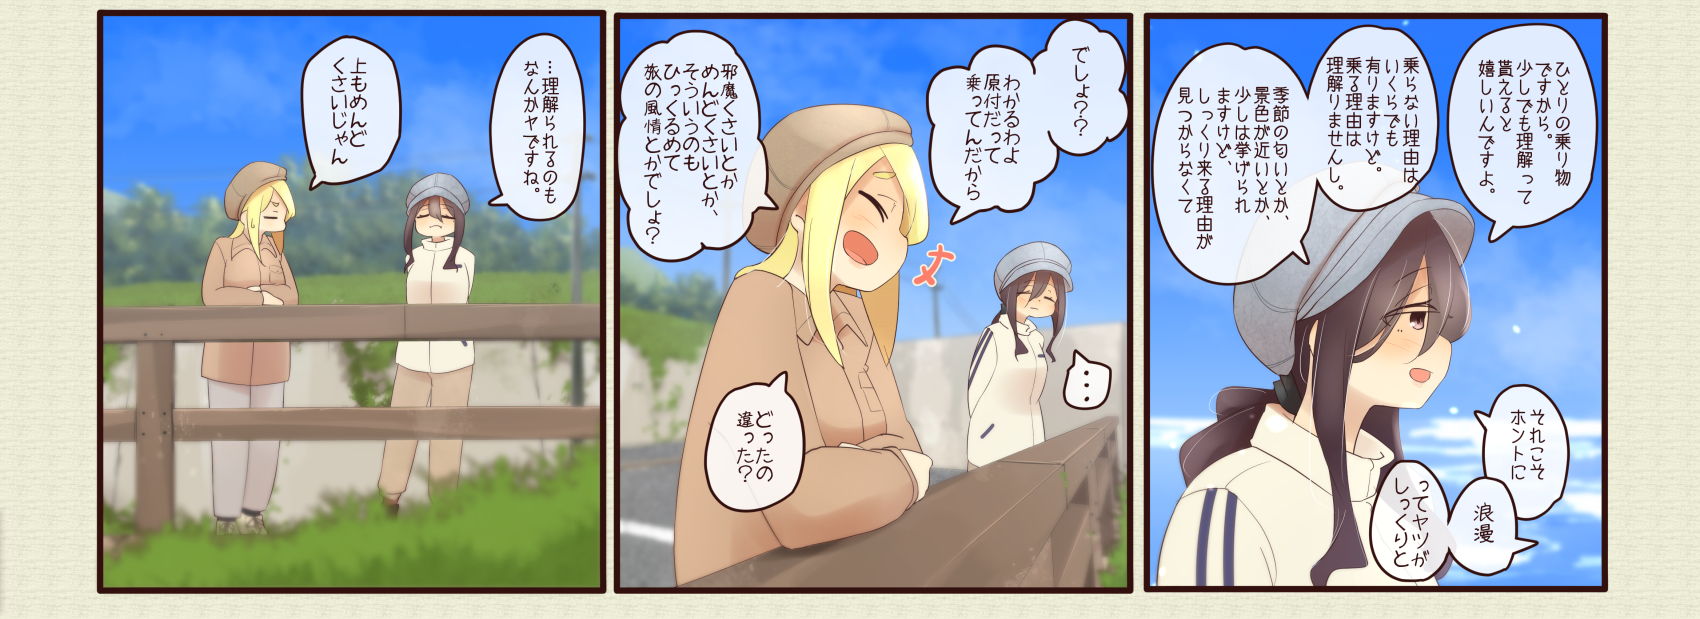 ひとりの乗り物
ですから。
少しでも理解って
貰えると
嬉しいんですよ。
乗らない理由は、
いくらでも
有りますけど。
乗る理由は
理解りませんし。
季節の匂いとか、
景色が近いとか、
少しは挙げられ
ますけど、
しっくり来る理由が
見つからなくて
それこそ
ホントに
浪漫
ってヤツが
しっくりと
でしょ??
わかるわよ
原付だって
乗ってんだから
邪魔くさいとか
めんどくさいとか、
そういうのも
ひっくるめて
旅の風情とかでしょ?
…
どったの
違った?
…理解られるのも
なんかヤですね。
上もめんど
くさいじゃん